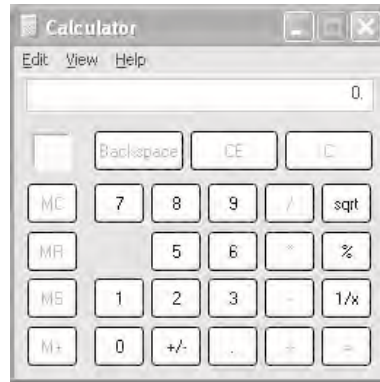 Calculator
Edit View Help
0.
Backspace CE C
MC 7 8 9 / sqrt
MR 5 6 * %
MS 1 2 3 - 1/x
M+ 0 +/- . + =